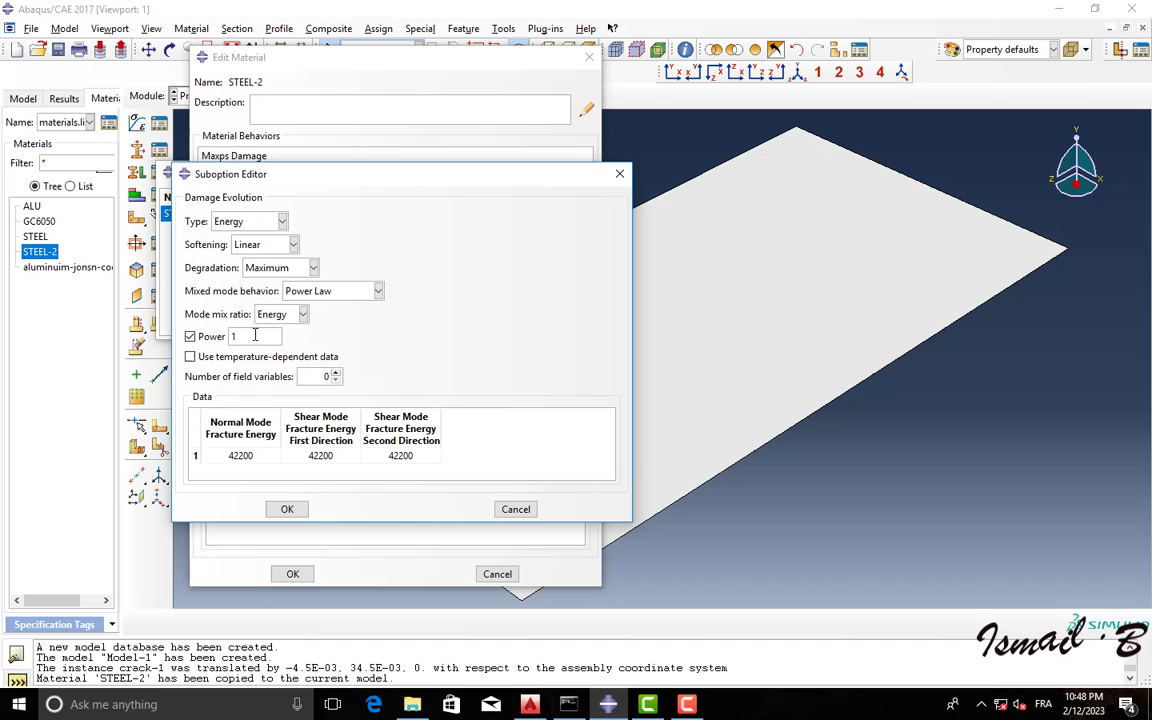 Abaqus/CAE 2017 [Viewport: 1]
File Model Viewport View Material Section Profile Composite Assign Special Feature Tools Plug-ins Help
Edit Material
Property defaults
1 2 3 4
Name: STEEL-2
Model Results Materi Module: Pr
Description:
Name: materials.li
Material Behaviors
Materials
Maxps Damage
Filter: *
Suboption Editor
Tree List
Damage Evolution
ALU
GC6050
STEEL
STEEL-2
aluminuim-jonsn-coc
Type: Energy
Softening: Linear
Degradation: Maximum
Mixed mode behavior: Power Law
Mode mix ratio: Energy
Power 1
Use temperature-dependent data
Number of field variables: 0
Data
Normal Mode Fracture Energy
Shear Mode Fracture Energy First Direction
Shear Mode Fracture Energy Second Direction
1 42200 42200 42200
OK Cancel
OK Cancel
Y
Z X
Specification Tags
A new model database has been created.
The model "Model-1" has been created.
The instance crack-1 was translated by -4.5E-03, 34.5E-03, 0. with respect to the assembly coordinate system
Material 'STEEL-2' has been copied to the current model.
Ismail . B
Ask me anything
FRA
10:48 PM
2/12/2023
4